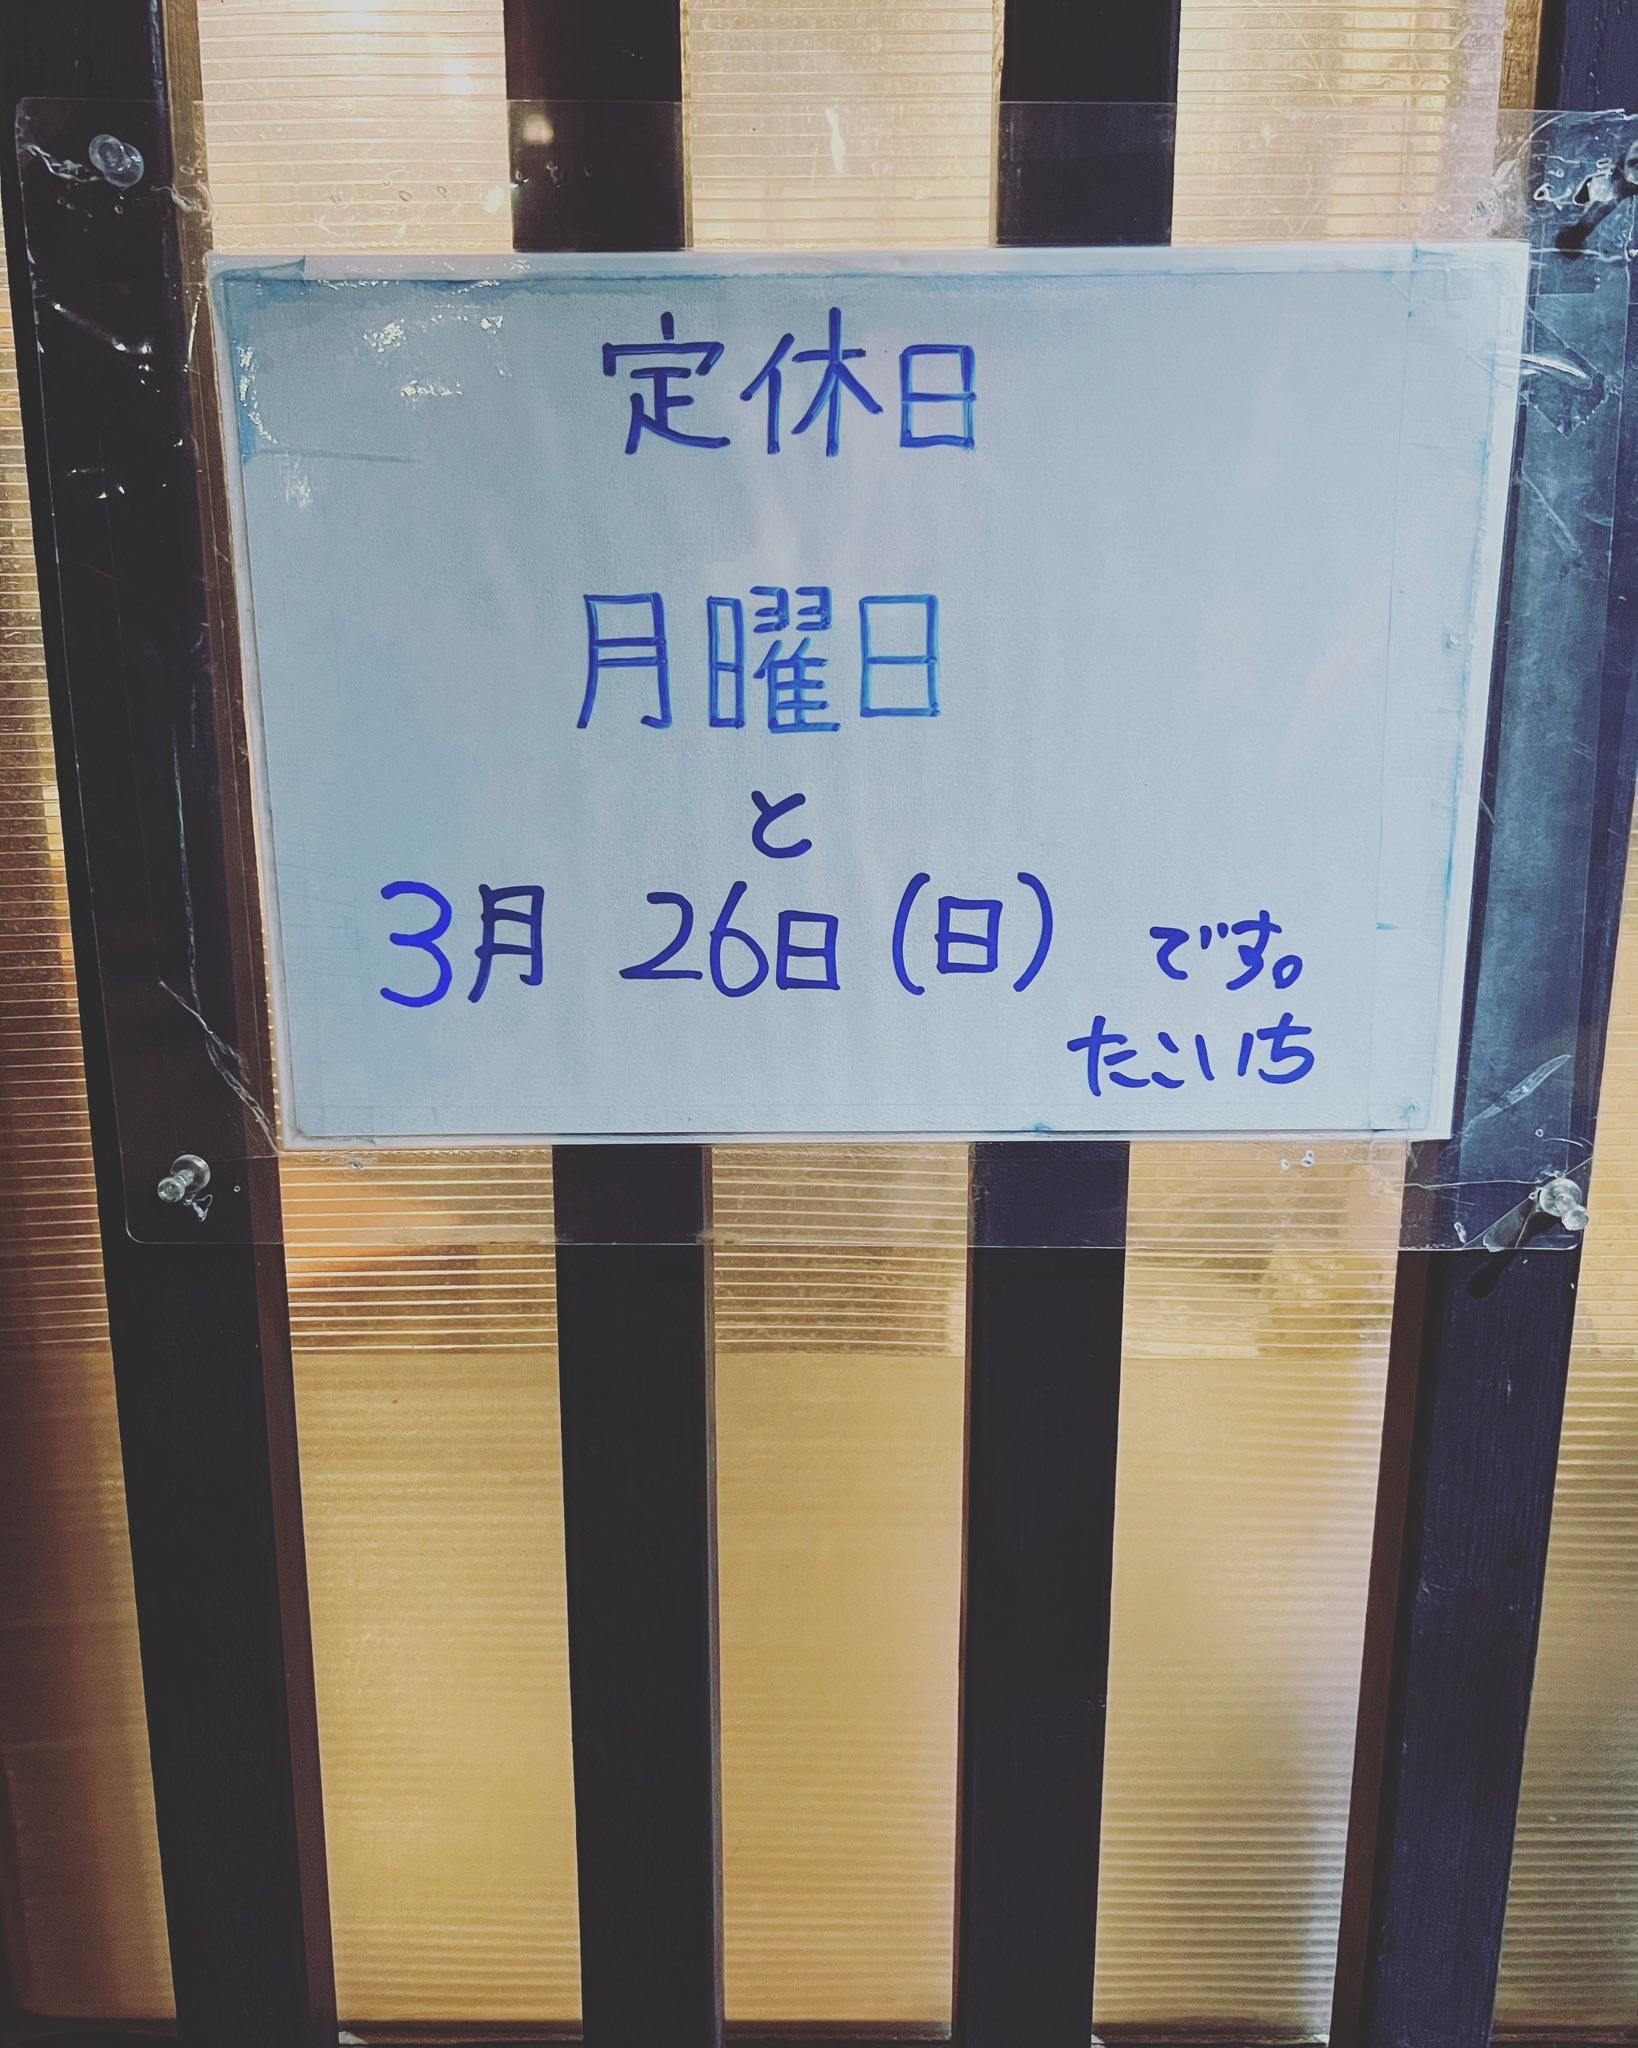 定休日
月曜日
と
3月 26日(日) です。
たこいち